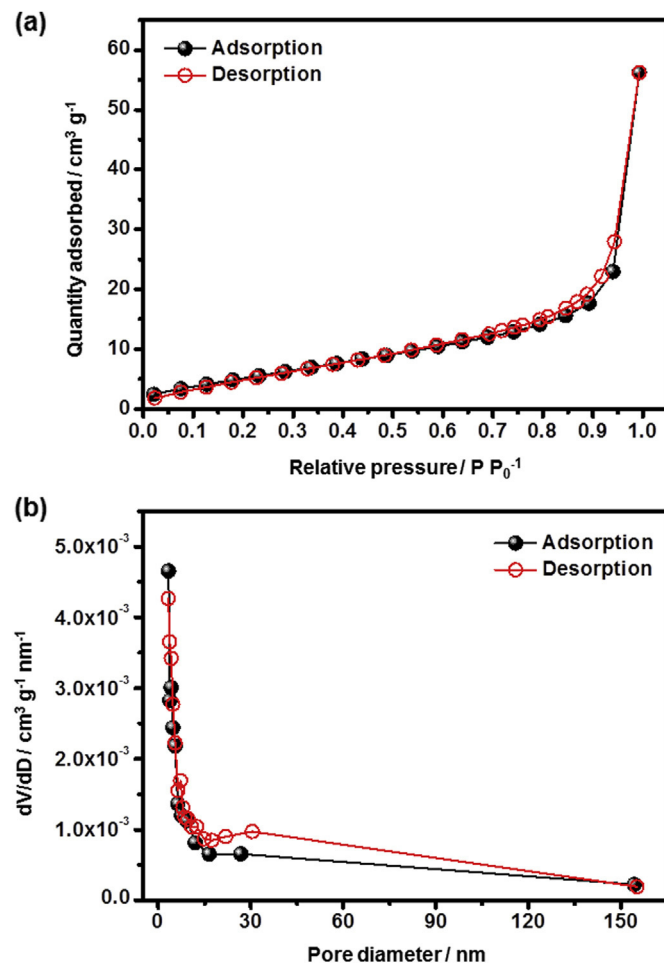 (a)
60
50
40
30
20
10
0
Quantity adsorbed / cm³ g⁻¹
Adsorption
Desorption
0.0 0.1 0.2 0.3 0.4 0.5 0.6 0.7 0.8 0.9 1.0
Relative pressure / P P₀⁻¹
(b)
5.0x10⁻³
4.0x10⁻³
3.0x10⁻³
2.0x10⁻³
1.0x10⁻³
0.0
dV/dD / cm³ g⁻¹ nm⁻¹
Adsorption
Desorption
0 30 60 90 120 150
Pore diameter / nm